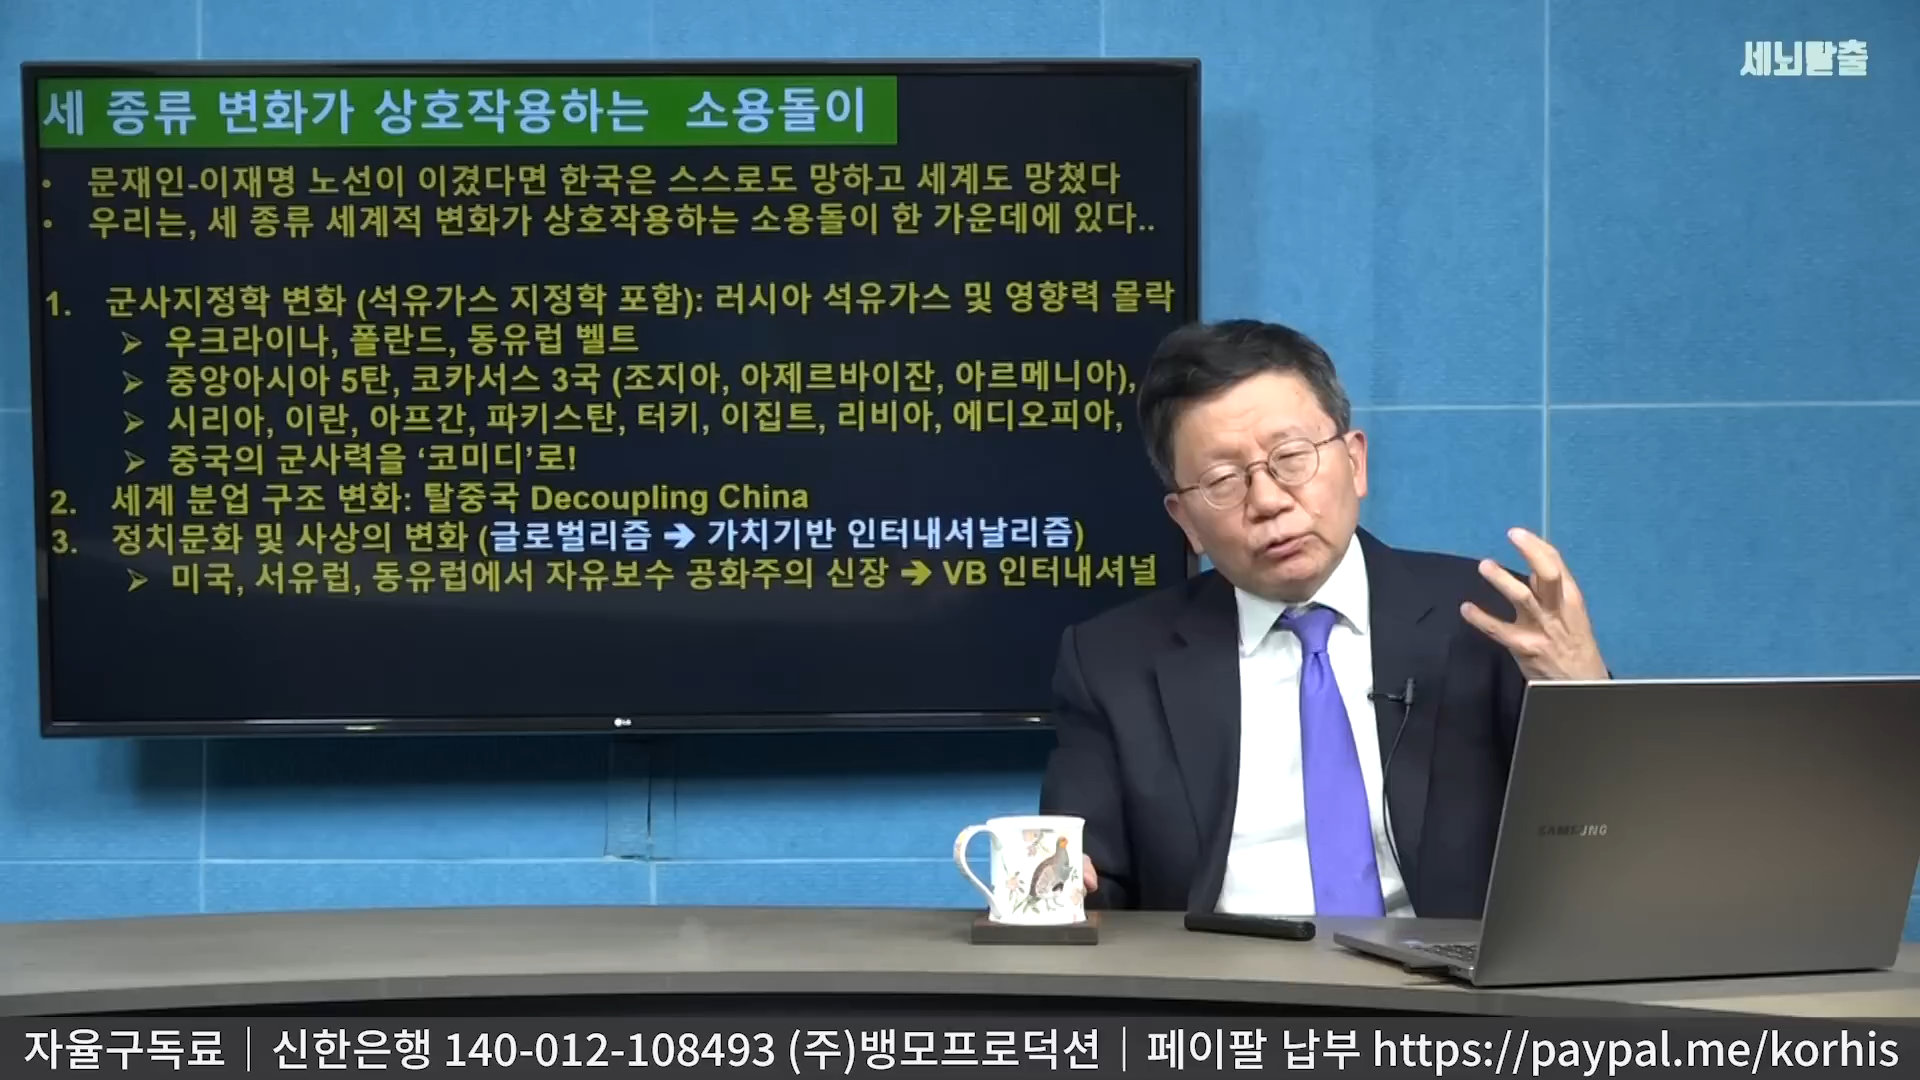 세뇌탈출
세 종류 변화가 상호작용하는 소용돌이
• 문재인-이재명 노선이 이겼다면 한국은 스스로도 망하고 세계도 망쳤다
• 우리는, 세 종류 세계적 변화가 상호작용하는 소용돌이 한 가운데에 있다..
1. 군사지정학 변화 (석유가스 지정학 포함): 러시아 석유가스 및 영향력 몰락
➢ 우크라이나, 폴란드, 동유럽 벨트
➢ 중앙아시아 5탄, 코카서스 3국 (조지아, 아제르바이잔, 아르메니아),
➢ 시리아, 이란, 아프간, 파키스탄, 터키, 이집트, 리비아, 에디오피아,
➢ 중국의 군사력을 ‘코미디’로!
2. 세계 분업 구조 변화: 탈중국 Decoupling China
3. 정치문화 및 사상의 변화 (글로벌리즘 ➔ 가치기반 인터내셔날리즘)
➢ 미국, 서유럽, 동유럽에서 자유보수 공화주의 신장 ➔ VB 인터내셔널
LG
SAMSUNG
자율구독료｜신한은행 140-012-108493 (주)뱅모프로덕션｜페이팔 납부 https://paypal.me/korhis